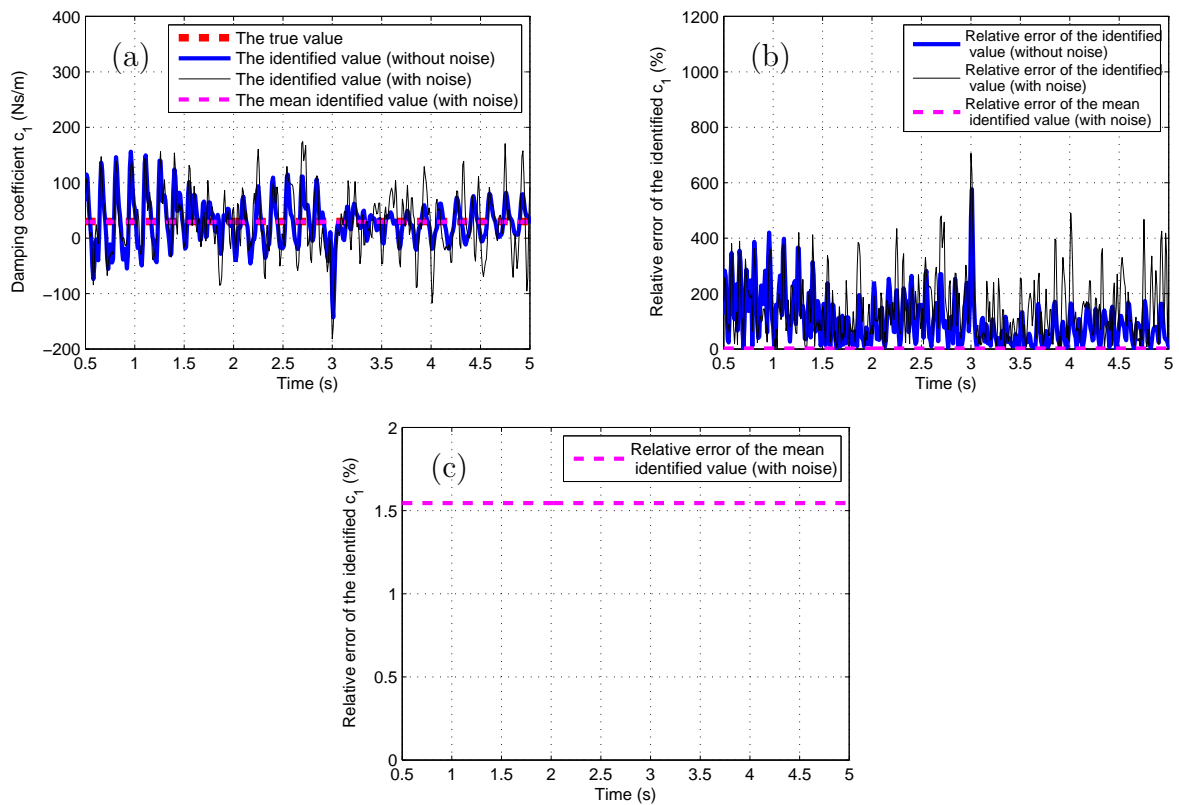 (a)
The true value
The identified value (without noise)
The identified value (with noise)
The mean identified value (with noise)
400
300
200
100
0
−100
−200
Damping coefficient c_1 (Ns/m)
0.5 1 1.5 2 2.5 3 3.5 4 4.5 5
Time (s)
(b)
Relative error of the identified
value (without noise)
Relative error of the identified
value (with noise)
Relative error of the mean
identified value (with noise)
1200
1000
800
600
400
200
0
Relative error of the identified c_1 (%)
0.5 1 1.5 2 2.5 3 3.5 4 4.5 5
Time (s)
(c)
Relative error of the mean
identified value (with noise)
2
1.5
1
0.5
0
Relative error of the identified c_1 (%)
0.5 1 1.5 2 2.5 3 3.5 4 4.5 5
Time (s)